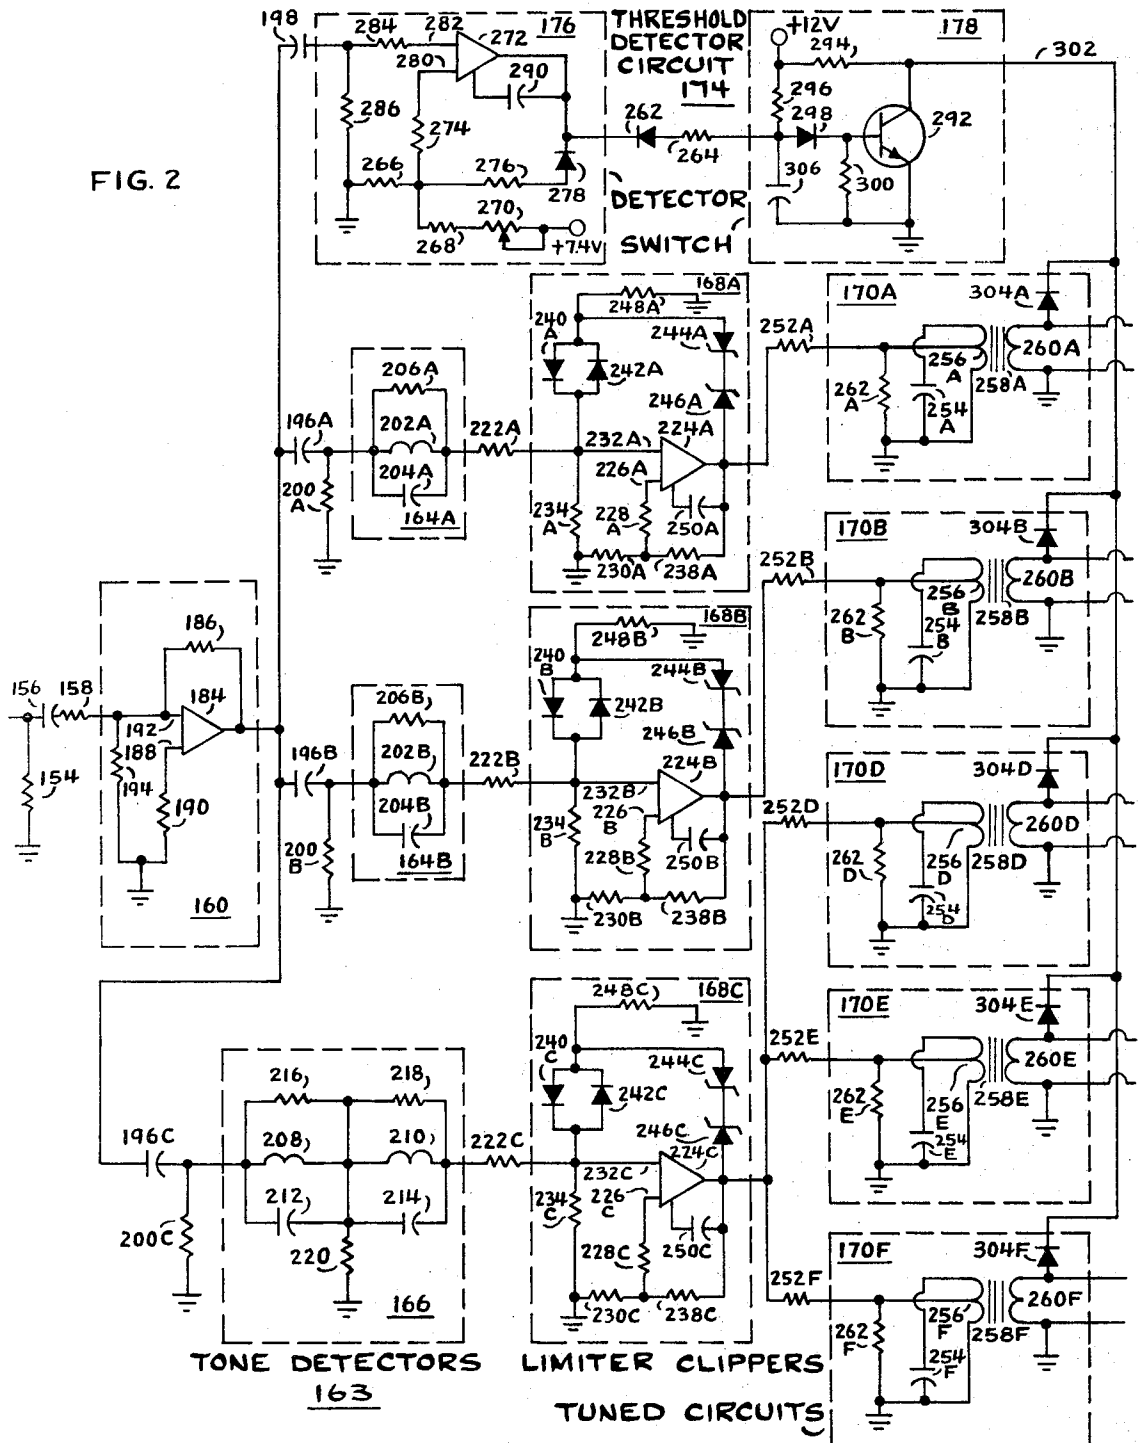 198
284
282
272
176
THRESHOLD
DETECTOR
CIRCUIT
174
+12V
294
178
302
280
290
296
286
274
262
298
292
264
FIG. 2
266
276
278
306
300
DETECTOR
270
268
+7.4V
SWITCH
168A
248A
170A
304A
240
A
244A
252A
206A
242A
256
A
260A
258A
262
A
254
A
196A
202A
222A
246A
224A
232A
226A
204A
200
A
164A
234
A
228
A
250A
230A
238A
170B
304B
252B
256
B
260B
258B
262
B
254
B
186
168B
248B
240
B
244B
156
158
184
206B
242B
192
188
246B
194
196B
202B
222B
224B
170D
304D
154
190
232B
226
B
252D
204B
234
B
256
D
260D
258D
200
B
164B
228B
250B
262
D
254
D
160
230B
238B
168C
248C
170E
304E
240
C
244C
252E
216
218
242C
256
E
260E
258E
262
E
254
E
246C
224C
196C
208
210
222C
232C
226
C
212
214
234
C
200C
220
228C
250C
170F
304F
252F
166
230C
238C
256
F
260F
258F
262
F
254
F
TONE DETECTORS
163
LIMITER CLIPPERS
TUNED CIRCUITS